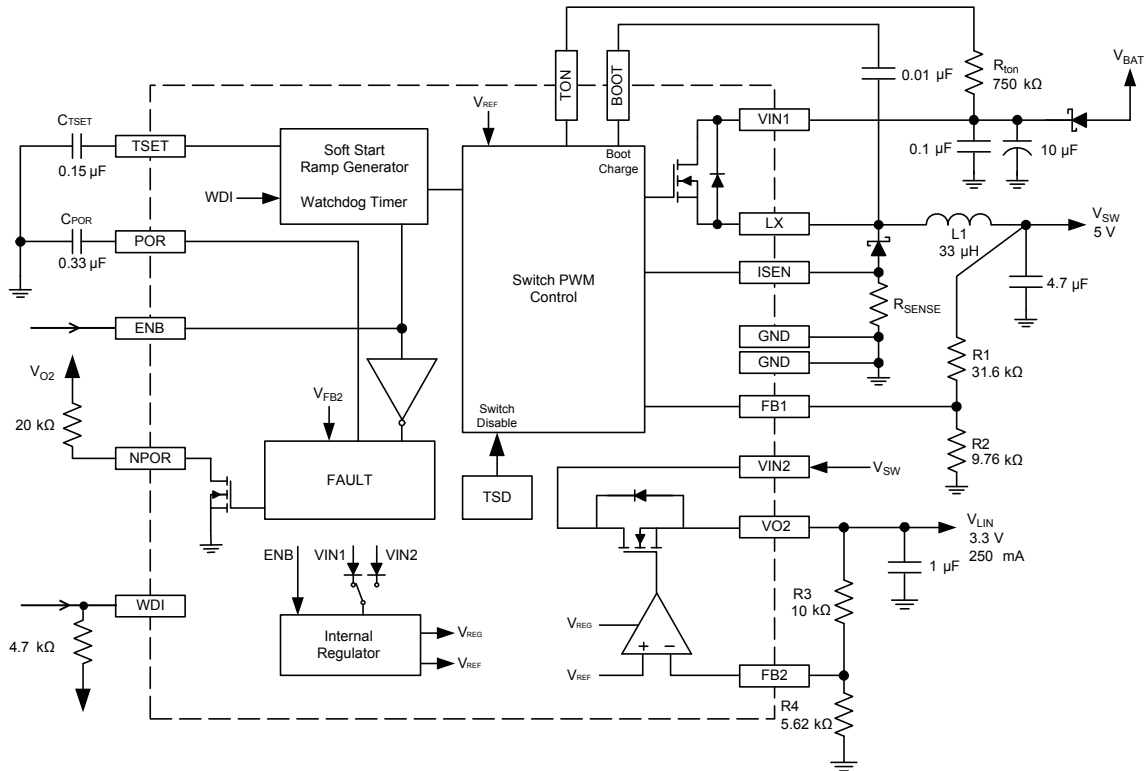 TON
BOOT
0.01 µF
Rton
750 kΩ
VBAT
VREF
CTSET
TSET
0.15 µF
Soft Start
Ramp Generator
Watchdog Timer
WDI
Boot
Charge
VIN1
0.1 µF
10 µF
CPOR
POR
0.33 µF
LX
L1
33 µH
VSW
5 V
ISEN
Switch PWM
Control
RSENSE
4.7 µF
ENB
GND
GND
R1
31.6 kΩ
VO2
20 kΩ
VFB2
Switch
Disable
FB1
NPOR
FAULT
TSD
VIN2
VSW
R2
9.76 kΩ
VO2
VLIN
3.3 V
250 mA
ENB
VIN1
VIN2
1 µF
WDI
4.7 kΩ
Internal
Regulator
VREG
VREF
VREG
+
–
VREF
R3
10 kΩ
FB2
R4
5.62 kΩ